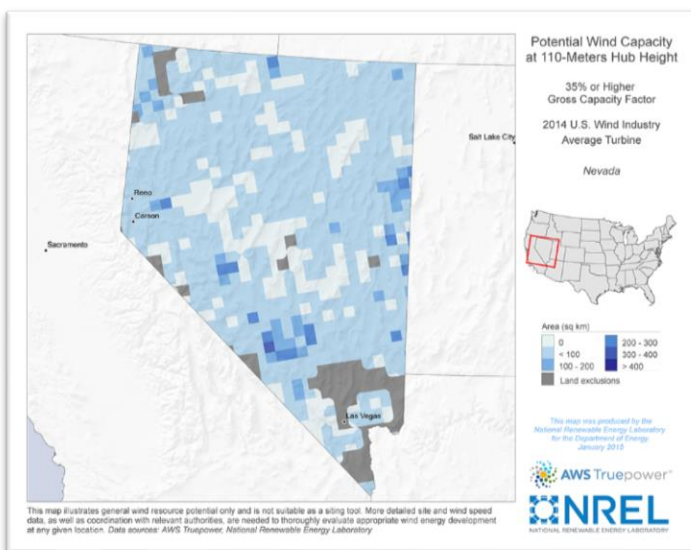 Potential Wind Capacity
at 110-Meters Hub Height
35% or Higher
Gross Capacity Factor
2014 U.S. Wind Industry
Average Turbine
Nevada
Salt Lake City
Reno
Carson
Sacramento
Las Vegas
Area (sq km)
0
< 100
100 - 200
200 - 300
300 - 400
> 400
Land exclusions
This map was produced by the
National Renewable Energy Laboratory
for the Department of Energy
January 2015
AWS Truepower
NREL
NATIONAL RENEWABLE ENERGY LABORATORY
This map illustrates general wind resource potential only and is not suitable as a siting tool. More detailed site and wind speed
data, as well as coordination with relevant authorities, are needed to thoroughly evaluate appropriate wind energy development
at any given location. Data sources: AWS Truepower, National Renewable Energy Laboratory